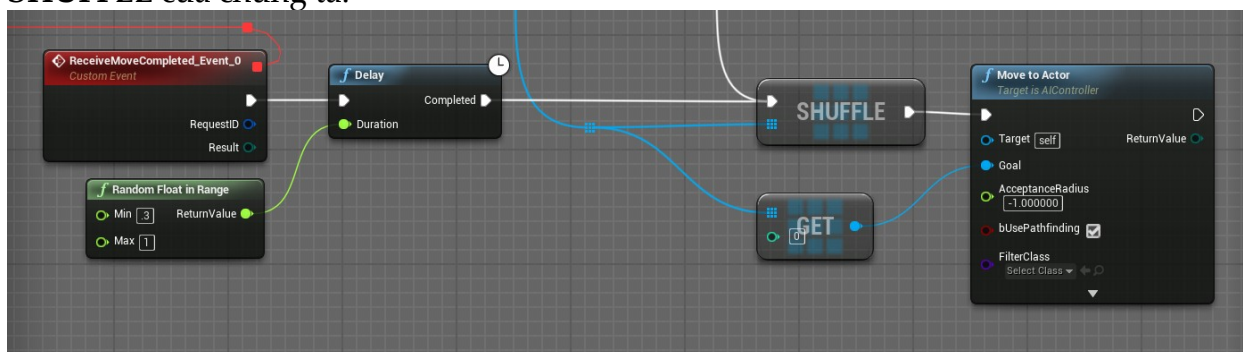 SHUFFLE của chúng ta:
ReceiveMoveCompleted_Event_0
Custom Event
RequestID
Result
Random Float in Range
Min .3
ReturnValue
Max 1
Delay
Completed
Duration
SHUFFLE
GET
0
Move to Actor
Target is AIController
Target self
ReturnValue
Goal
AcceptanceRadius
-1.000000
bUsePathfinding
FilterClass
Select Class